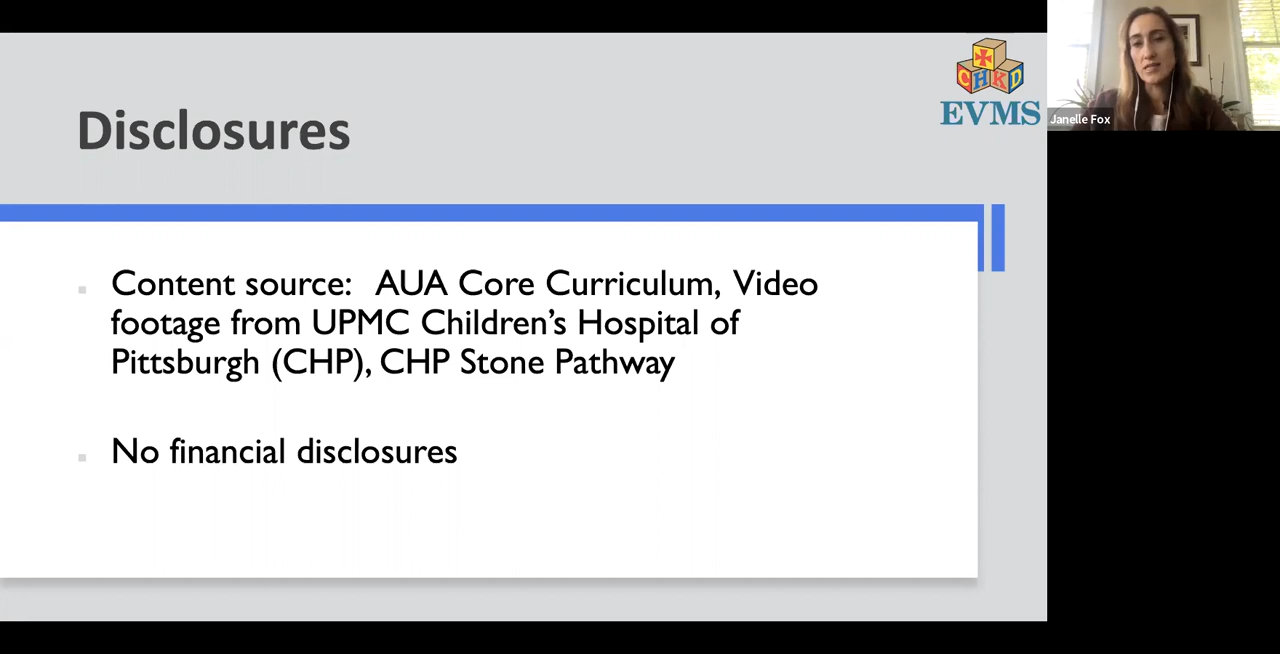 CHKD
EVMS
Janelle Fox
Disclosures
Content source: AUA Core Curriculum, Video
footage from UPMC Children’s Hospital of
Pittsburgh (CHP), CHP Stone Pathway
No financial disclosures